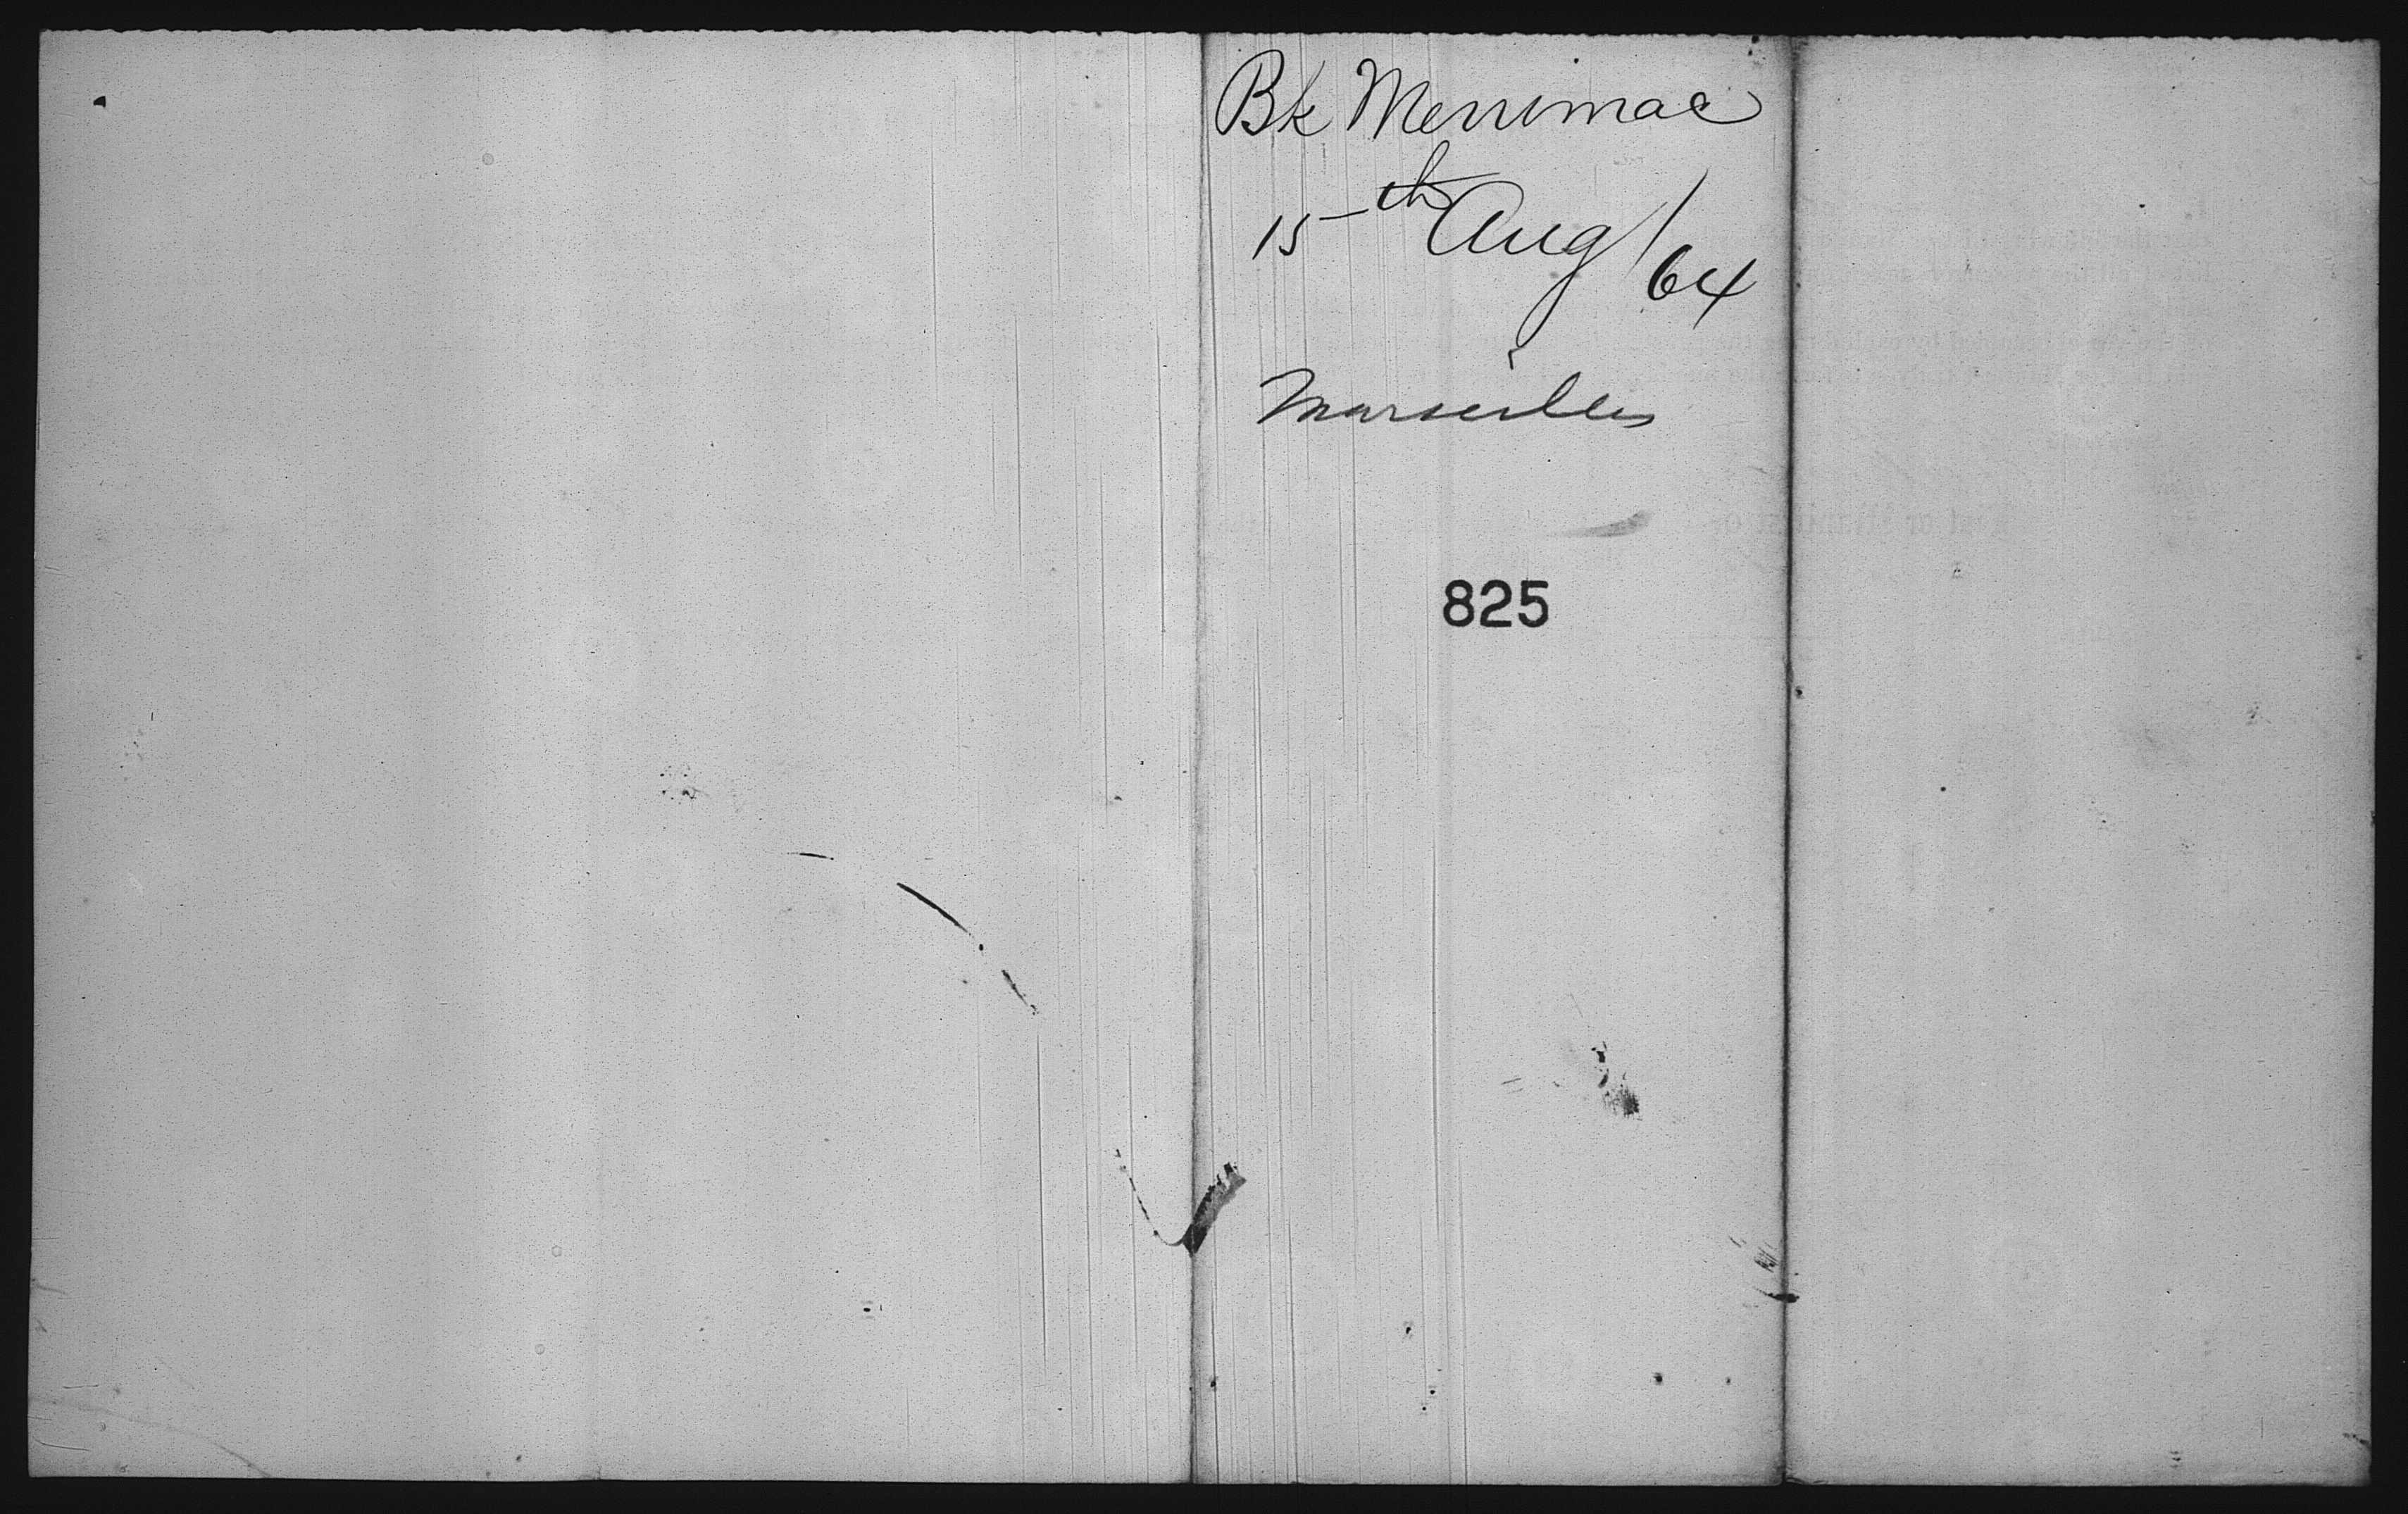 Bk Merrimac
15th Aug/64
Marseilles
825